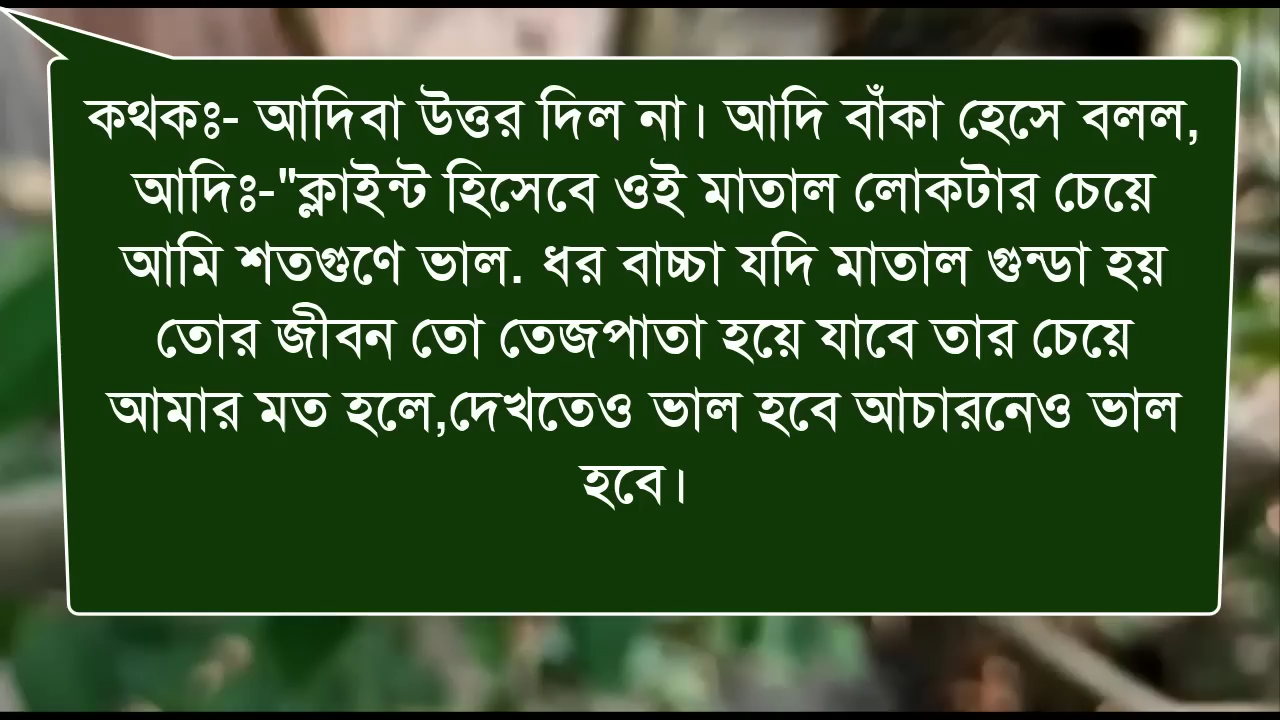 কথকঃ- আদিবা উত্তর দিল না। আদি বাঁকা হেসে বলল,
আদিঃ-"ক্লাইন্ট হিসেবে ওই মাতাল লোকটার চেয়ে
আমি শতগুণে ভাল. ধর বাচ্চা যদি মাতাল গুন্ডা হয়
তোর জীবন তো তেজপাতা হয়ে যাবে তার চেয়ে
আমার মত হলে,দেখতেও ভাল হবে আচারনেও ভাল
হবে।